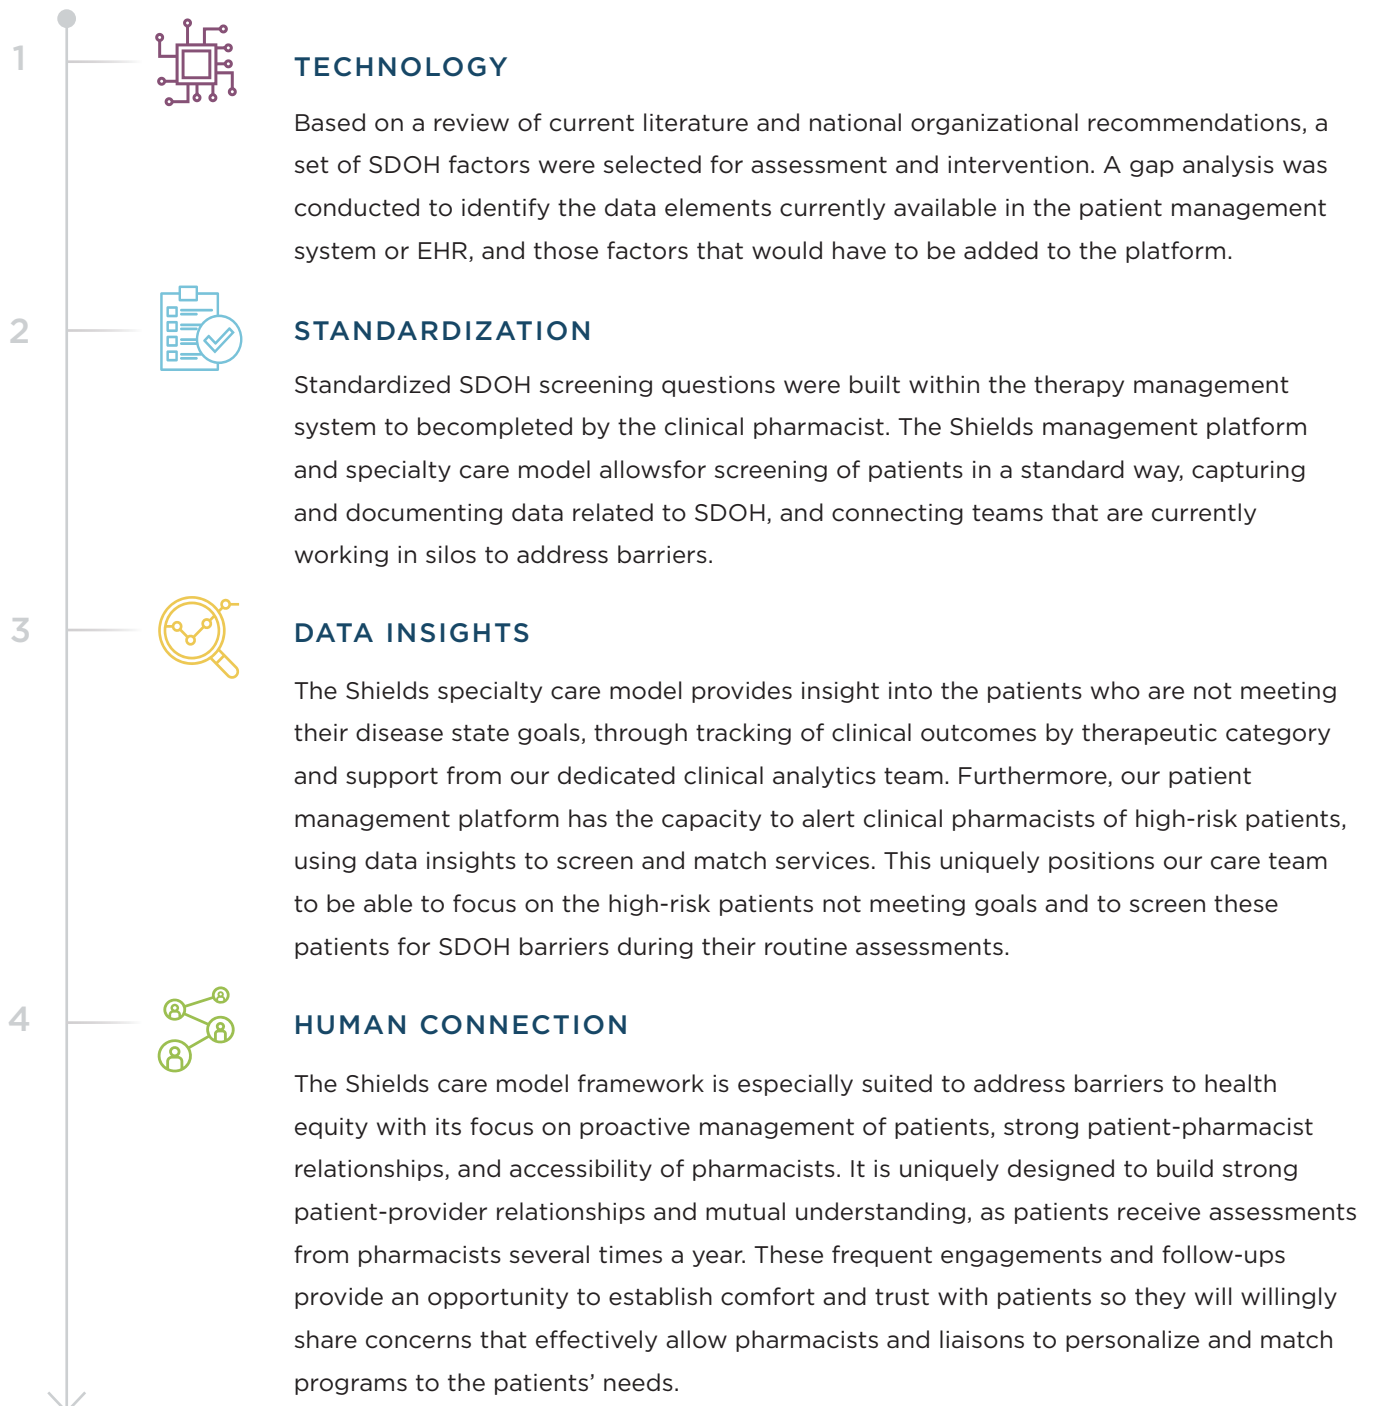 1
TECHNOLOGY
Based on a review of current literature and national organizational recommendations, a
set of SDOH factors were selected for assessment and intervention. A gap analysis was
conducted to identify the data elements currently available in the patient management
system or EHR, and those factors that would have to be added to the platform.
2
STANDARDIZATION
Standardized SDOH screening questions were built within the therapy management
system to becompleted by the clinical pharmacist. The Shields management platform
and specialty care model allowsfor screening of patients in a standard way, capturing
and documenting data related to SDOH, and connecting teams that are currently
working in silos to address barriers.
3
DATA INSIGHTS
The Shields specialty care model provides insight into the patients who are not meeting
their disease state goals, through tracking of clinical outcomes by therapeutic category
and support from our dedicated clinical analytics team. Furthermore, our patient
management platform has the capacity to alert clinical pharmacists of high-risk patients,
using data insights to screen and match services. This uniquely positions our care team
to be able to focus on the high-risk patients not meeting goals and to screen these
patients for SDOH barriers during their routine assessments.
4
HUMAN CONNECTION
The Shields care model framework is especially suited to address barriers to health
equity with its focus on proactive management of patients, strong patient-pharmacist
relationships, and accessibility of pharmacists. It is uniquely designed to build strong
patient-provider relationships and mutual understanding, as patients receive assessments
from pharmacists several times a year. These frequent engagements and follow-ups
provide an opportunity to establish comfort and trust with patients so they will willingly
share concerns that effectively allow pharmacists and liaisons to personalize and match
programs to the patients’ needs.